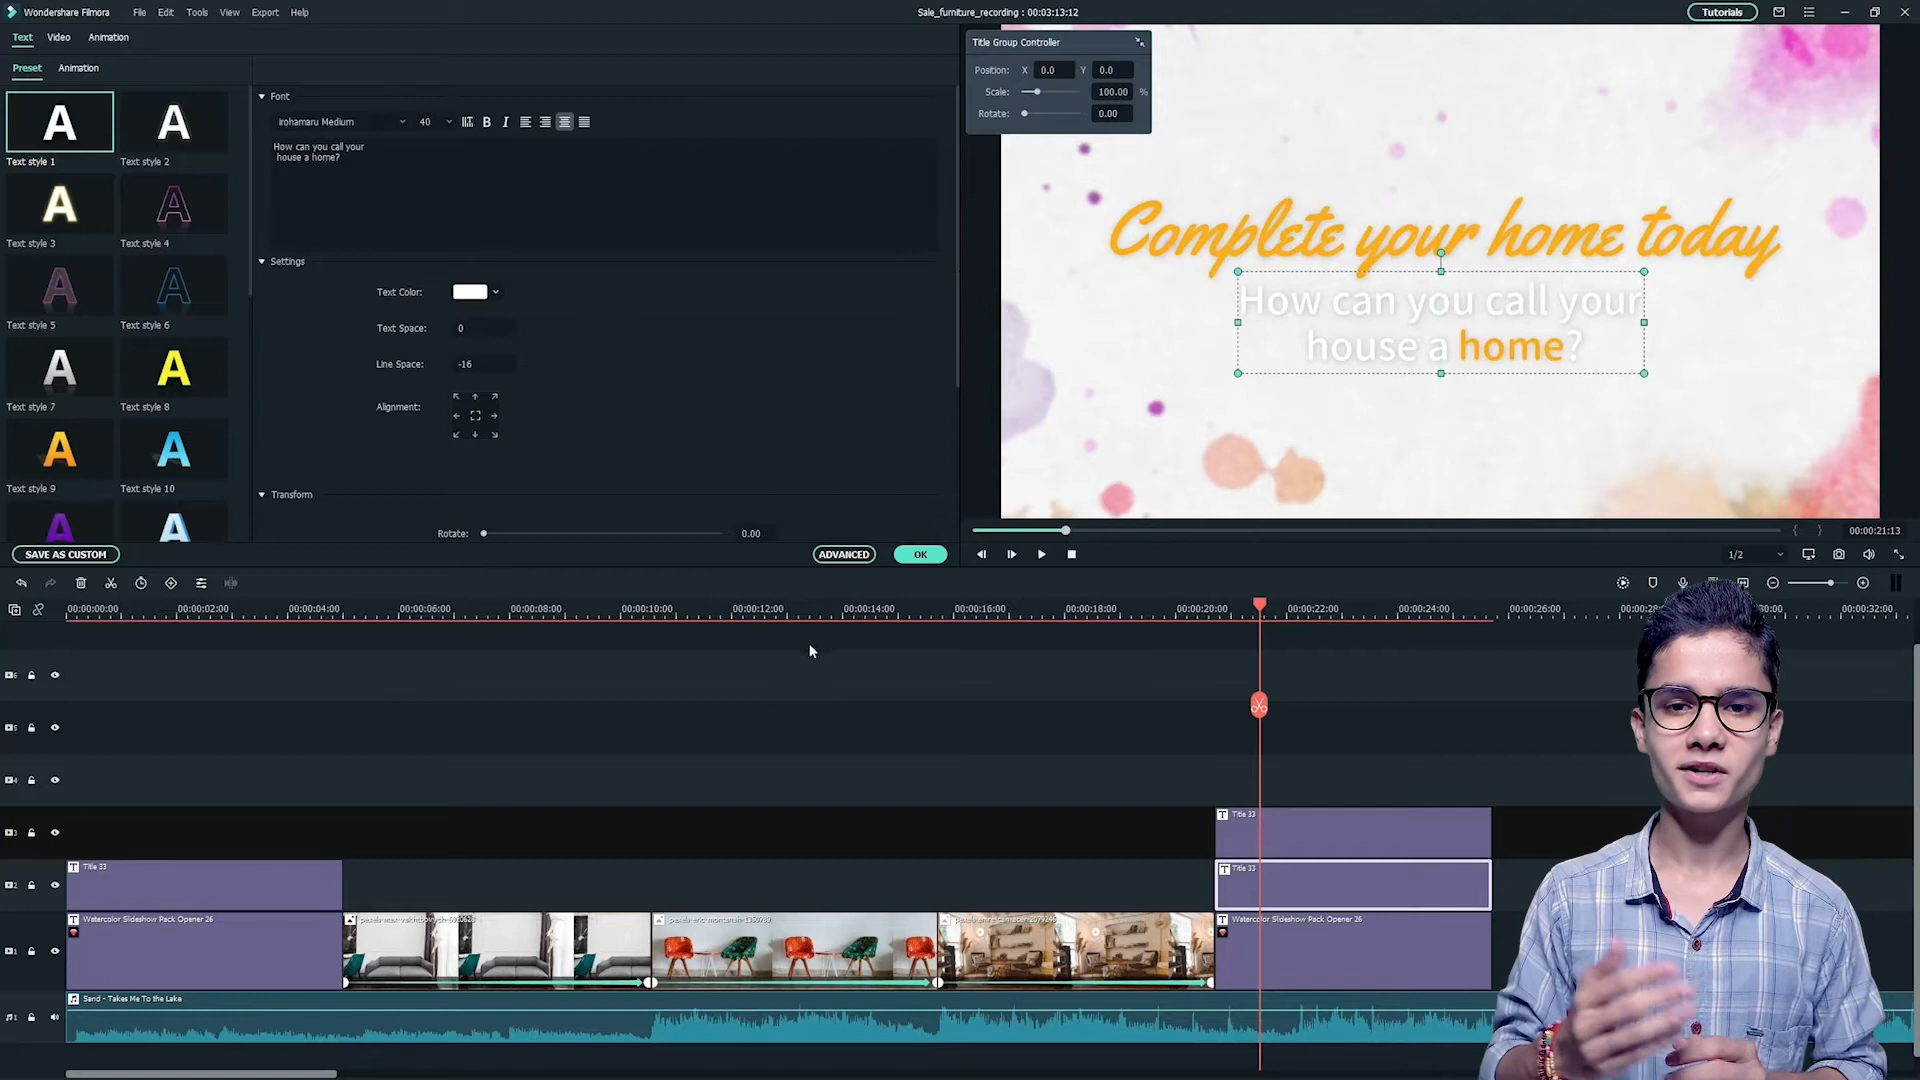 Wondershare Filmora File Edit Tools View Export Help
Sale_furniture_recording : 00:03:13:12
Tutorials
Text Video Animation
Preset Animation
A A
Text style 1 Text style 2
A A
Text style 3 Text style 4
A A
Text style 5 Text style 6
A A
Text style 7 Text style 8
A A
Text style 9 Text style 10
A A
SAVE AS CUSTOM
Font
irohamaru Medium 40 B I
How can you call your
house a home?
Settings
Text Color:
Text Space: 0
Line Space: -16
Alignment:
Transform
Rotate: 0.00
ADVANCED OK
Title Group Controller
Position: X 0.0 Y 0.0
Scale: 100.00 %
Rotate: 0.00
Complete your home today
How can you call your
house a home?
00:00:21:13
1/2
00:00:00:00 00:00:02:00 00:00:04:00 00:00:06:00 00:00:08:00 00:00:10:00 00:00:12:00 00:00:14:00 00:00:16:00 00:00:18:00 00:00:20:00 00:00:22:00 00:00:24:00 00:00:26:00 00:00:32:00
6
5
4
3
Title 33
2
Title 33
Title 33
1
Watercolor Slideshow Pack Opener 26
Watercolor Slideshow Pack Opener 26
1
Sand - Takes Me To the Lake